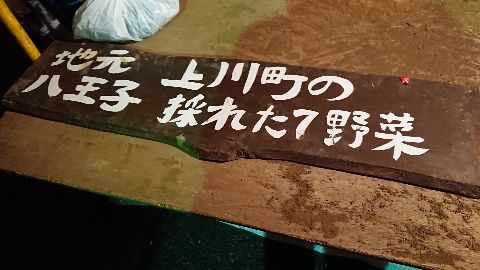 地元
八王子
上川町の
採れたて野菜